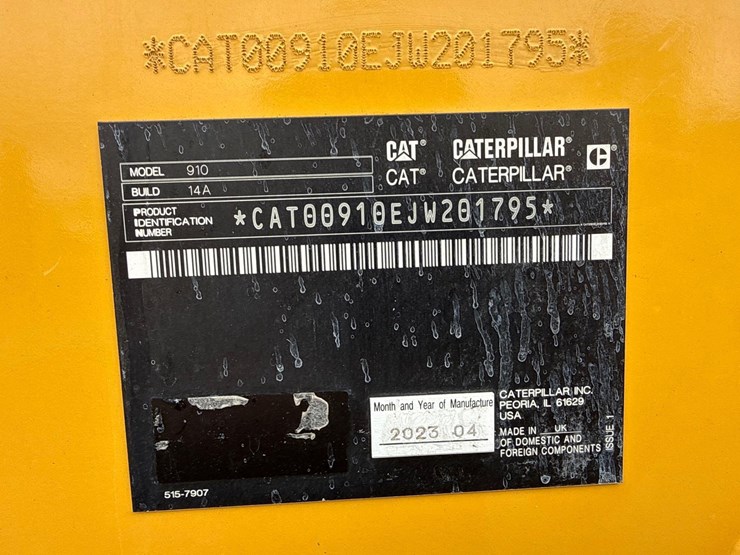 *CAT00910EJW201795*
CAT® CATERPILLAR®
CAT® CATERPILLAR®
MODEL 910
BUILD 14A
PRODUCT
IDENTIFICATION
NUMBER
*CAT00910EJW201795*
Month and Year of Manufacture
2023 04
CATERPILLAR INC.
PEORIA, IL 61629
USA
MADE IN UK
OF DOMESTIC AND
FOREIGN COMPONENTS
ISSUE 1
515-7907